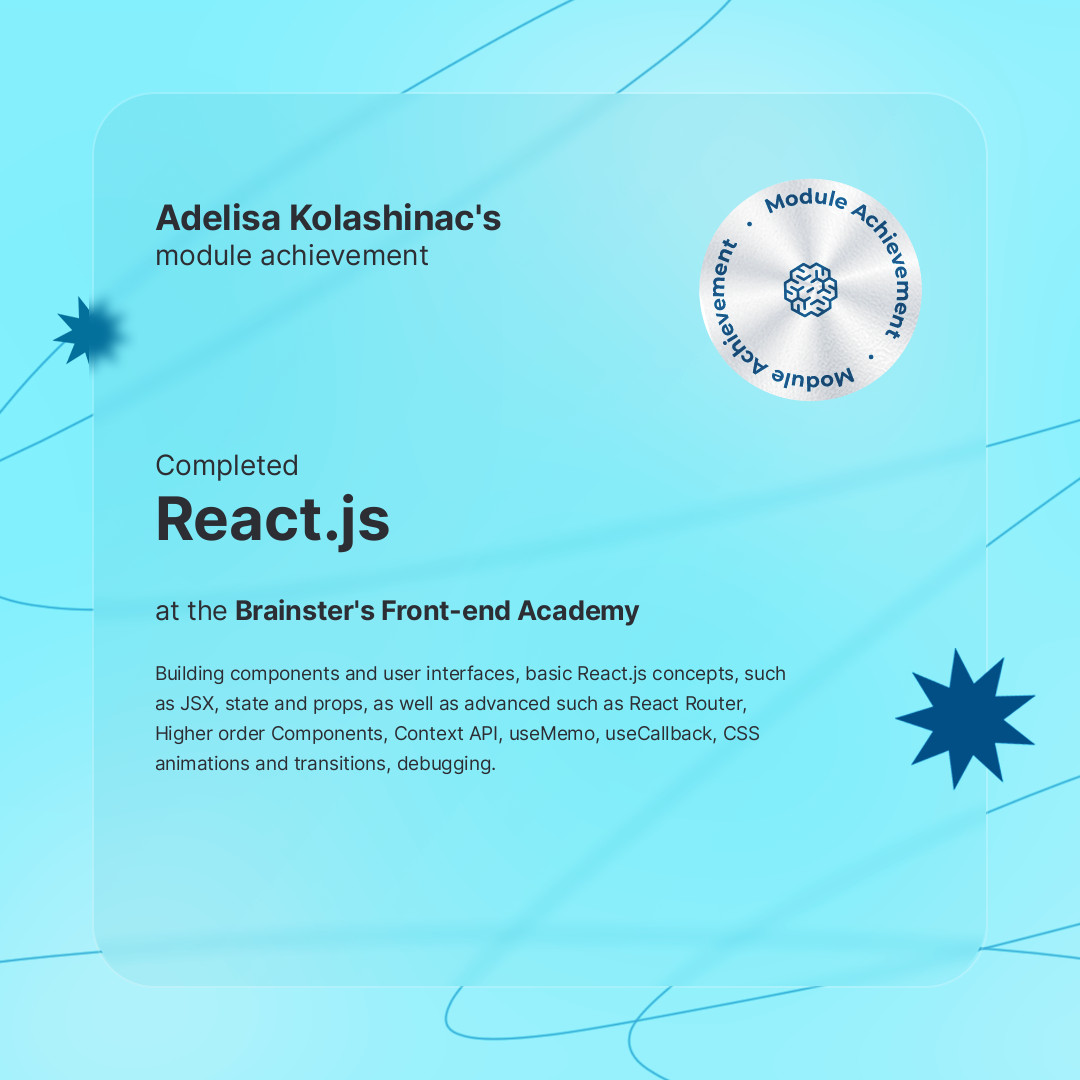 Adelisa Kolashinac's
module achievement
Module Achievement • Module Achievement •
Completed
React.js
at the Brainster's Front-end Academy
Building components and user interfaces, basic React.js concepts, such
as JSX, state and props, as well as advanced such as React Router,
Higher order Components, Context API, useMemo, useCallback, CSS
animations and transitions, debugging.